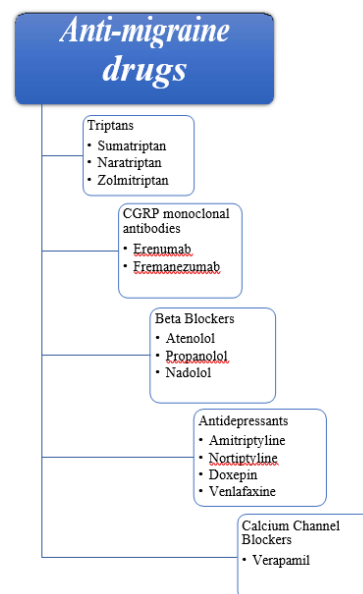 Anti-migraine
drugs
Triptans
• Sumatriptan
• Naratriptan
• Zolmitriptan
CGRP monoclonal
antibodies
• Erenumab
• Fremanezumab
Beta Blockers
• Atenolol
• Propanolol
• Nadolol
Antidepressants
• Amitriptyline
• Nortiptyline
• Doxepin
• Venlafaxine
Calcium Channel
Blockers
• Verapamil